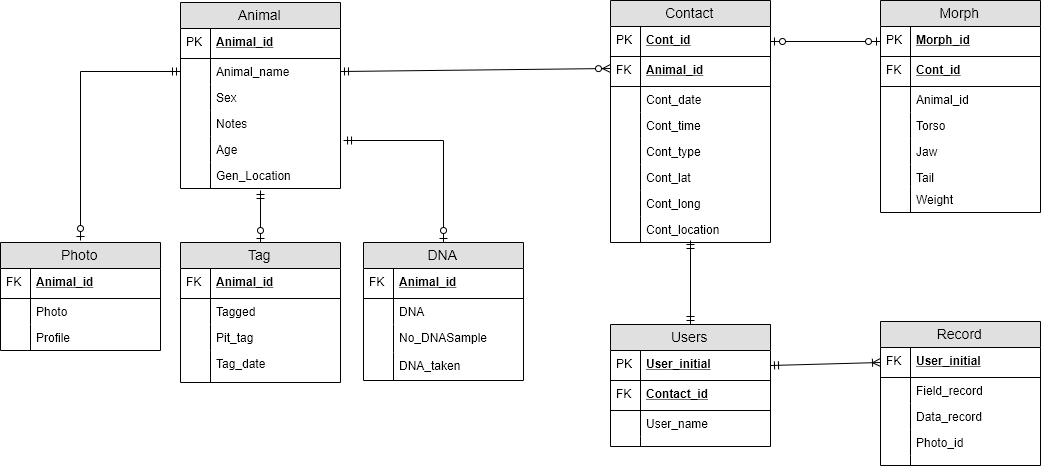 Animal
PK Animal_id
Animal_name
Sex
Notes
Age
Gen_Location
Contact
PK Cont_id
FK Animal_id
Cont_date
Cont_time
Cont_type
Cont_lat
Cont_long
Cont_location
Morph
PK Morph_id
FK Cont_id
Animal_id
Torso
Jaw
Tail
Weight
Photo
FK Animal_id
Photo
Profile
Tag
FK Animal_id
Tagged
Pit_tag
Tag_date
DNA
FK Animal_id
DNA
No_DNASample
DNA_taken
Users
PK User_initial
FK Contact_id
User_name
Record
FK User_initial
Field_record
Data_record
Photo_id